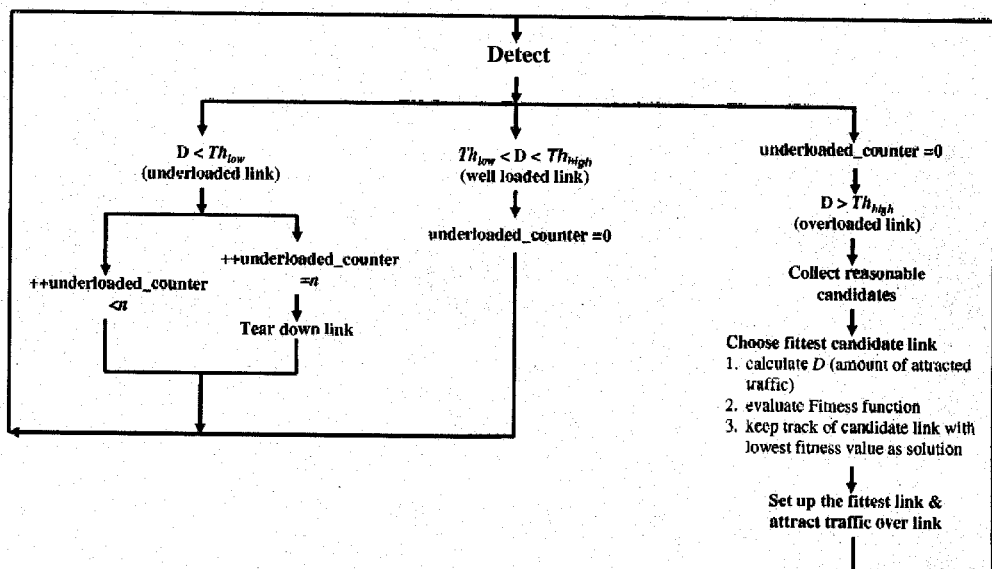 Detect
D < Th_low
(underloaded link)
++underloaded_counter
<n
++underloaded_counter
=n
Tear down link
Th_low < D < Th_high
(well loaded link)
underloaded_counter =0
underloaded_counter =0
D > Th_high
(overloaded link)
Collect reasonable
candidates
Choose fittest candidate link
1. calculate D (amount of attracted
traffic)
2. evaluate Fitness function
3. keep track of candidate link with
lowest fitness value as solution
Set up the fittest link &
attract traffic over link